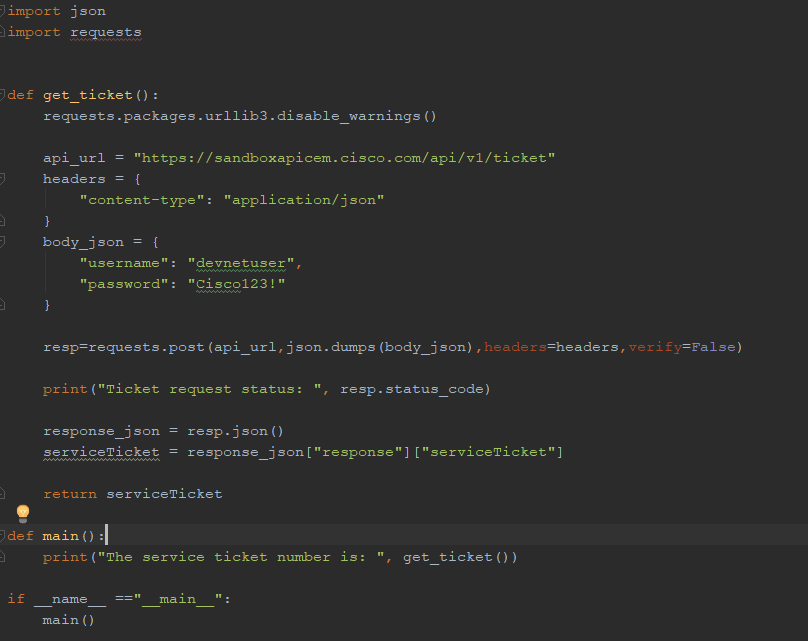 import json
import requests
def get_ticket():
    requests.packages.urllib3.disable_warnings()
    api_url = "https://sandboxapicem.cisco.com/api/v1/ticket"
    headers = {
        "content-type": "application/json"
    }
    body_json = {
        "username": "devnetuser",
        "password": "Cisco123!"
    }
    resp=requests.post(api_url,json.dumps(body_json),headers=headers,verify=False)
    print("Ticket request status: ", resp.status_code)
    response_json = resp.json()
    serviceTicket = response_json["response"]["serviceTicket"]
    return serviceTicket
def main():
    print("The service ticket number is: ", get_ticket())
if __name__ =="__main__":
    main()